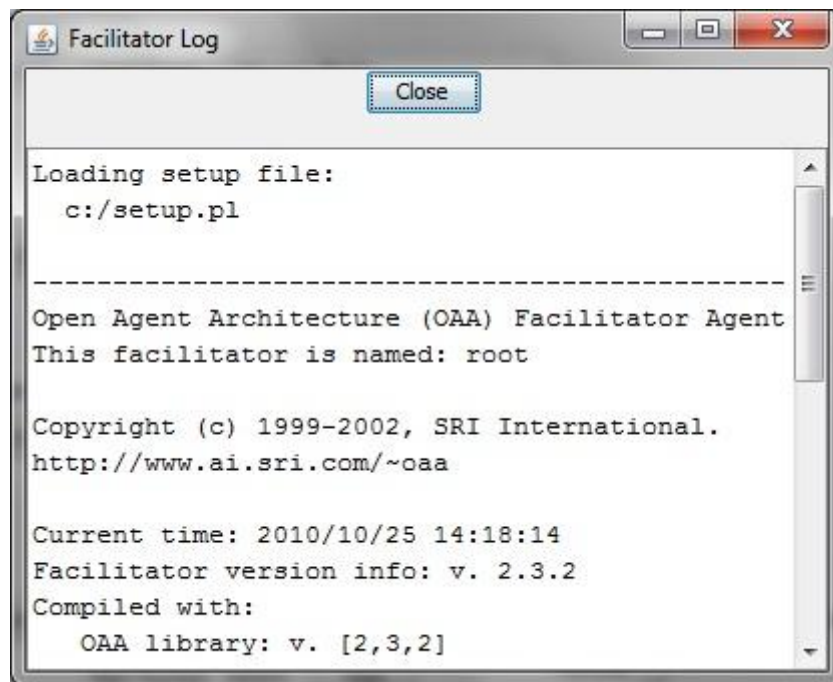 Facilitator Log
Close
Loading setup file:
  c:/setup.pl
-----------------------------------------------
Open Agent Architecture (OAA) Facilitator Agent
This facilitator is named: root
Copyright (c) 1999-2002, SRI International.
http://www.ai.sri.com/~oaa
Current time: 2010/10/25 14:18:14
Facilitator version info: v. 2.3.2
Compiled with:
   OAA library: v. [2,3,2]